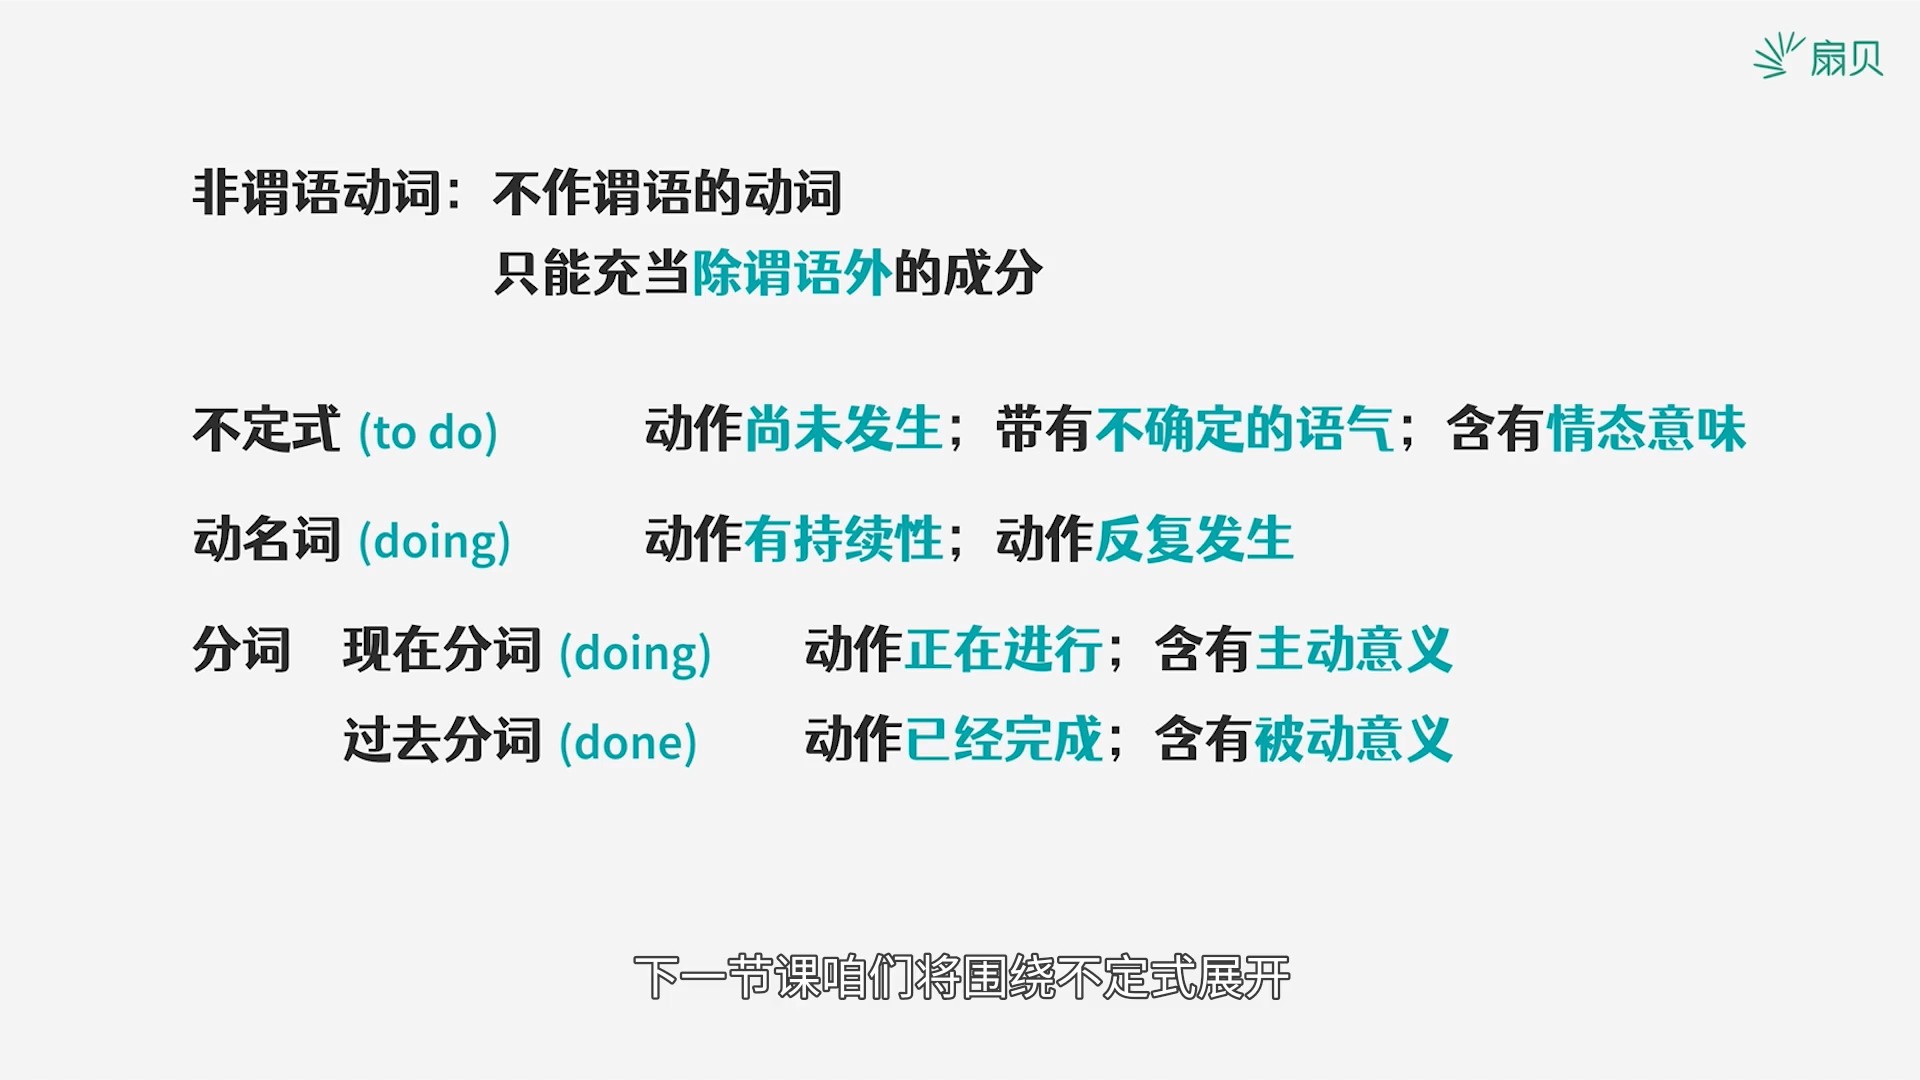 扇贝
非谓语动词：不作谓语的动词
只能充当除谓语外的成分
不定式 (to do) 动作尚未发生；带有不确定的语气；含有情态意味
动名词 (doing) 动作有持续性；动作反复发生
分词 现在分词 (doing) 动作正在进行；含有主动意义
过去分词 (done) 动作已经完成；含有被动意义
下一节课咱们将围绕不定式展开